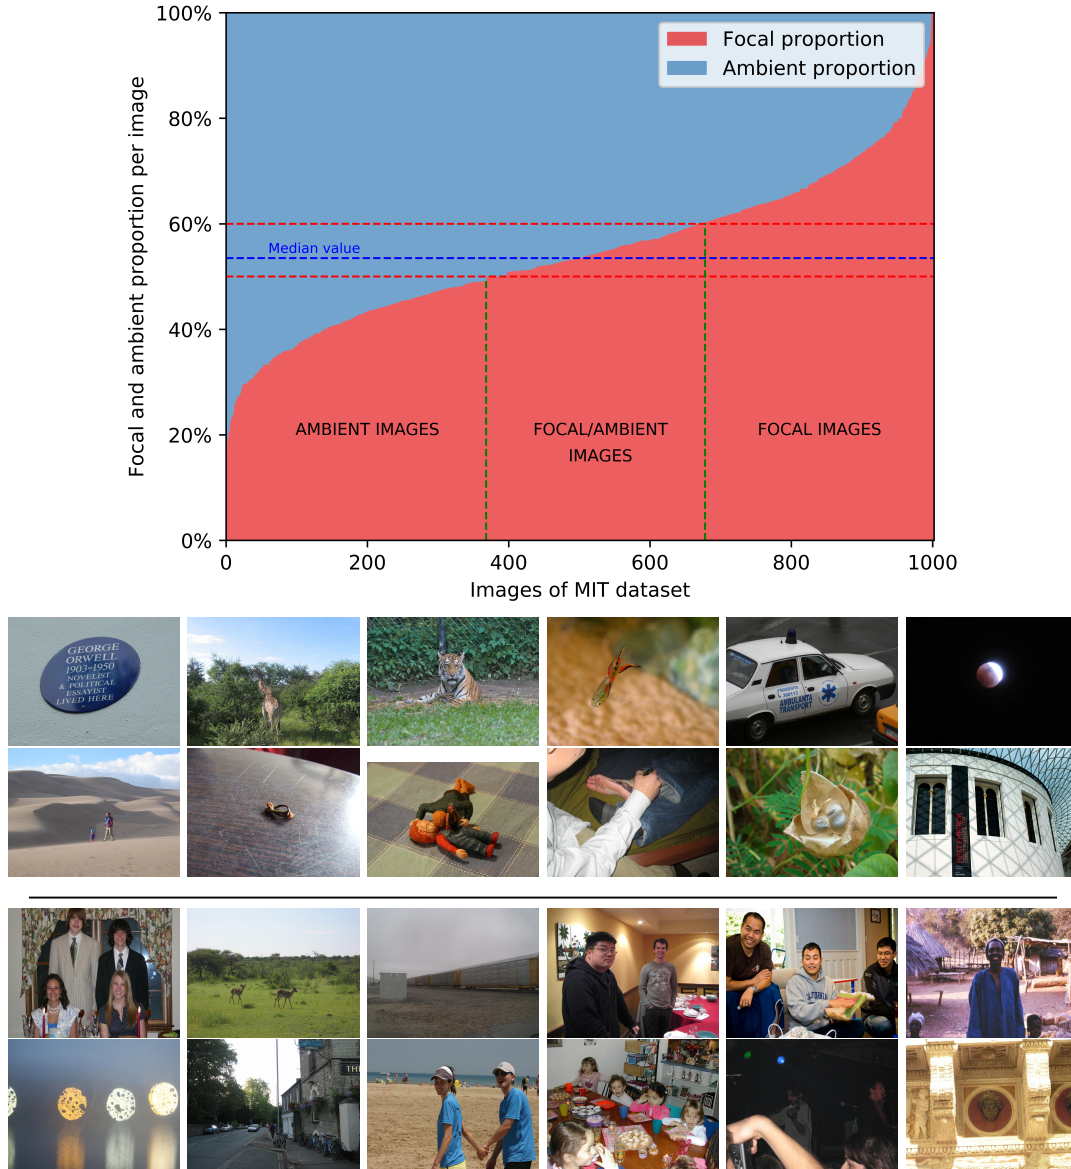 100%
80%
60%
40%
20%
0%
Focal and ambient proportion per image
Focal proportion
Ambient proportion
Median value
AMBIENT IMAGES
FOCAL/AMBIENT
IMAGES
FOCAL IMAGES
0
200
400
600
800
1000
Images of MIT dataset
GEORGE
ORWELL
1903-1950
NOVELIST
& POLITICAL
ESSAYIST
LIVED HERE
AMBULANTA
TRANSPORT
CALIFORNIA
TH